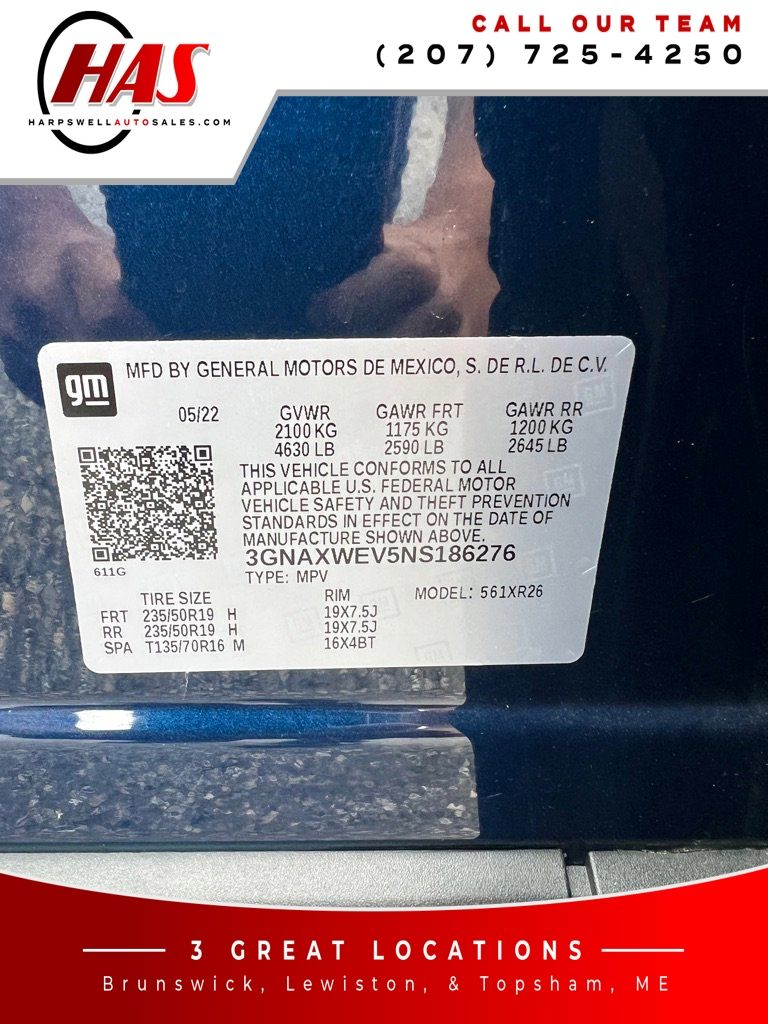 HAS
HARPSWELLAUTOSALES.COM
CALL OUR TEAM
(207) 725-4250
gm
MFD BY GENERAL MOTORS DE MEXICO, S. DE R.L. DE C.V.
05/22 GVWR GAWR FRT GAWR RR
2100 KG 1175 KG 1200 KG
4630 LB 2590 LB 2645 LB
THIS VEHICLE CONFORMS TO ALL
APPLICABLE U.S. FEDERAL MOTOR
VEHICLE SAFETY AND THEFT PREVENTION
STANDARDS IN EFFECT ON THE DATE OF
MANUFACTURE SHOWN ABOVE.
611G
3GNAXWEV5NS186276
TYPE: MPV MODEL: 561XR26
TIRE SIZE RIM
FRT 235/50R19 H 19X7.5J
RR 235/50R19 H 19X7.5J
SPA T135/70R16 M 16X4BT
3 GREAT LOCATIONS
Brunswick, Lewiston, & Topsham, ME